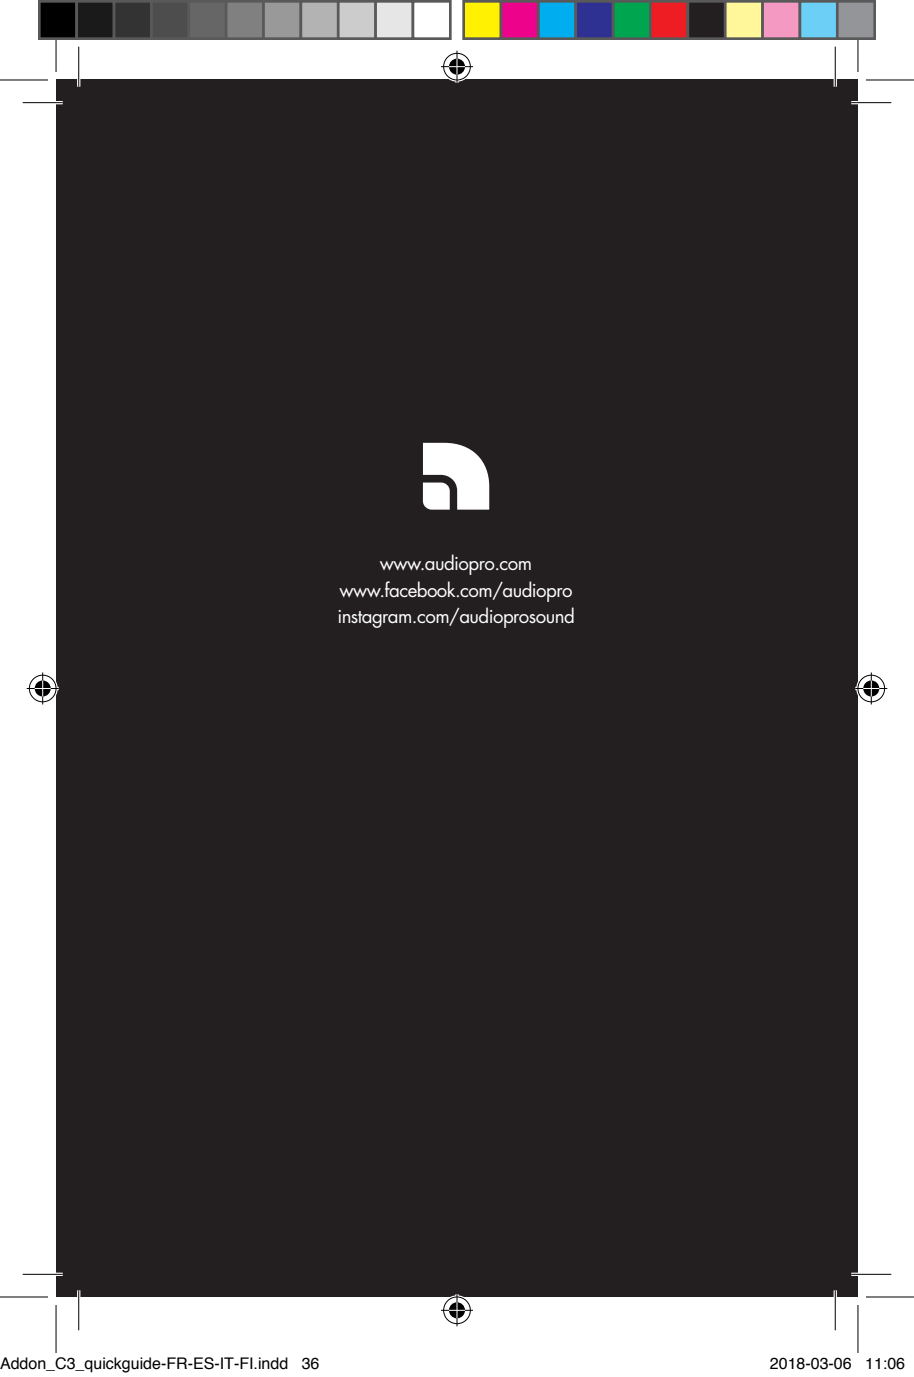 www.audiopro.com
www.facebook.com/audiopro
instagram.com/audioprosound
Addon_C3_quickguide-FR-ES-IT-FI.indd 36
2018-03-06 11:06